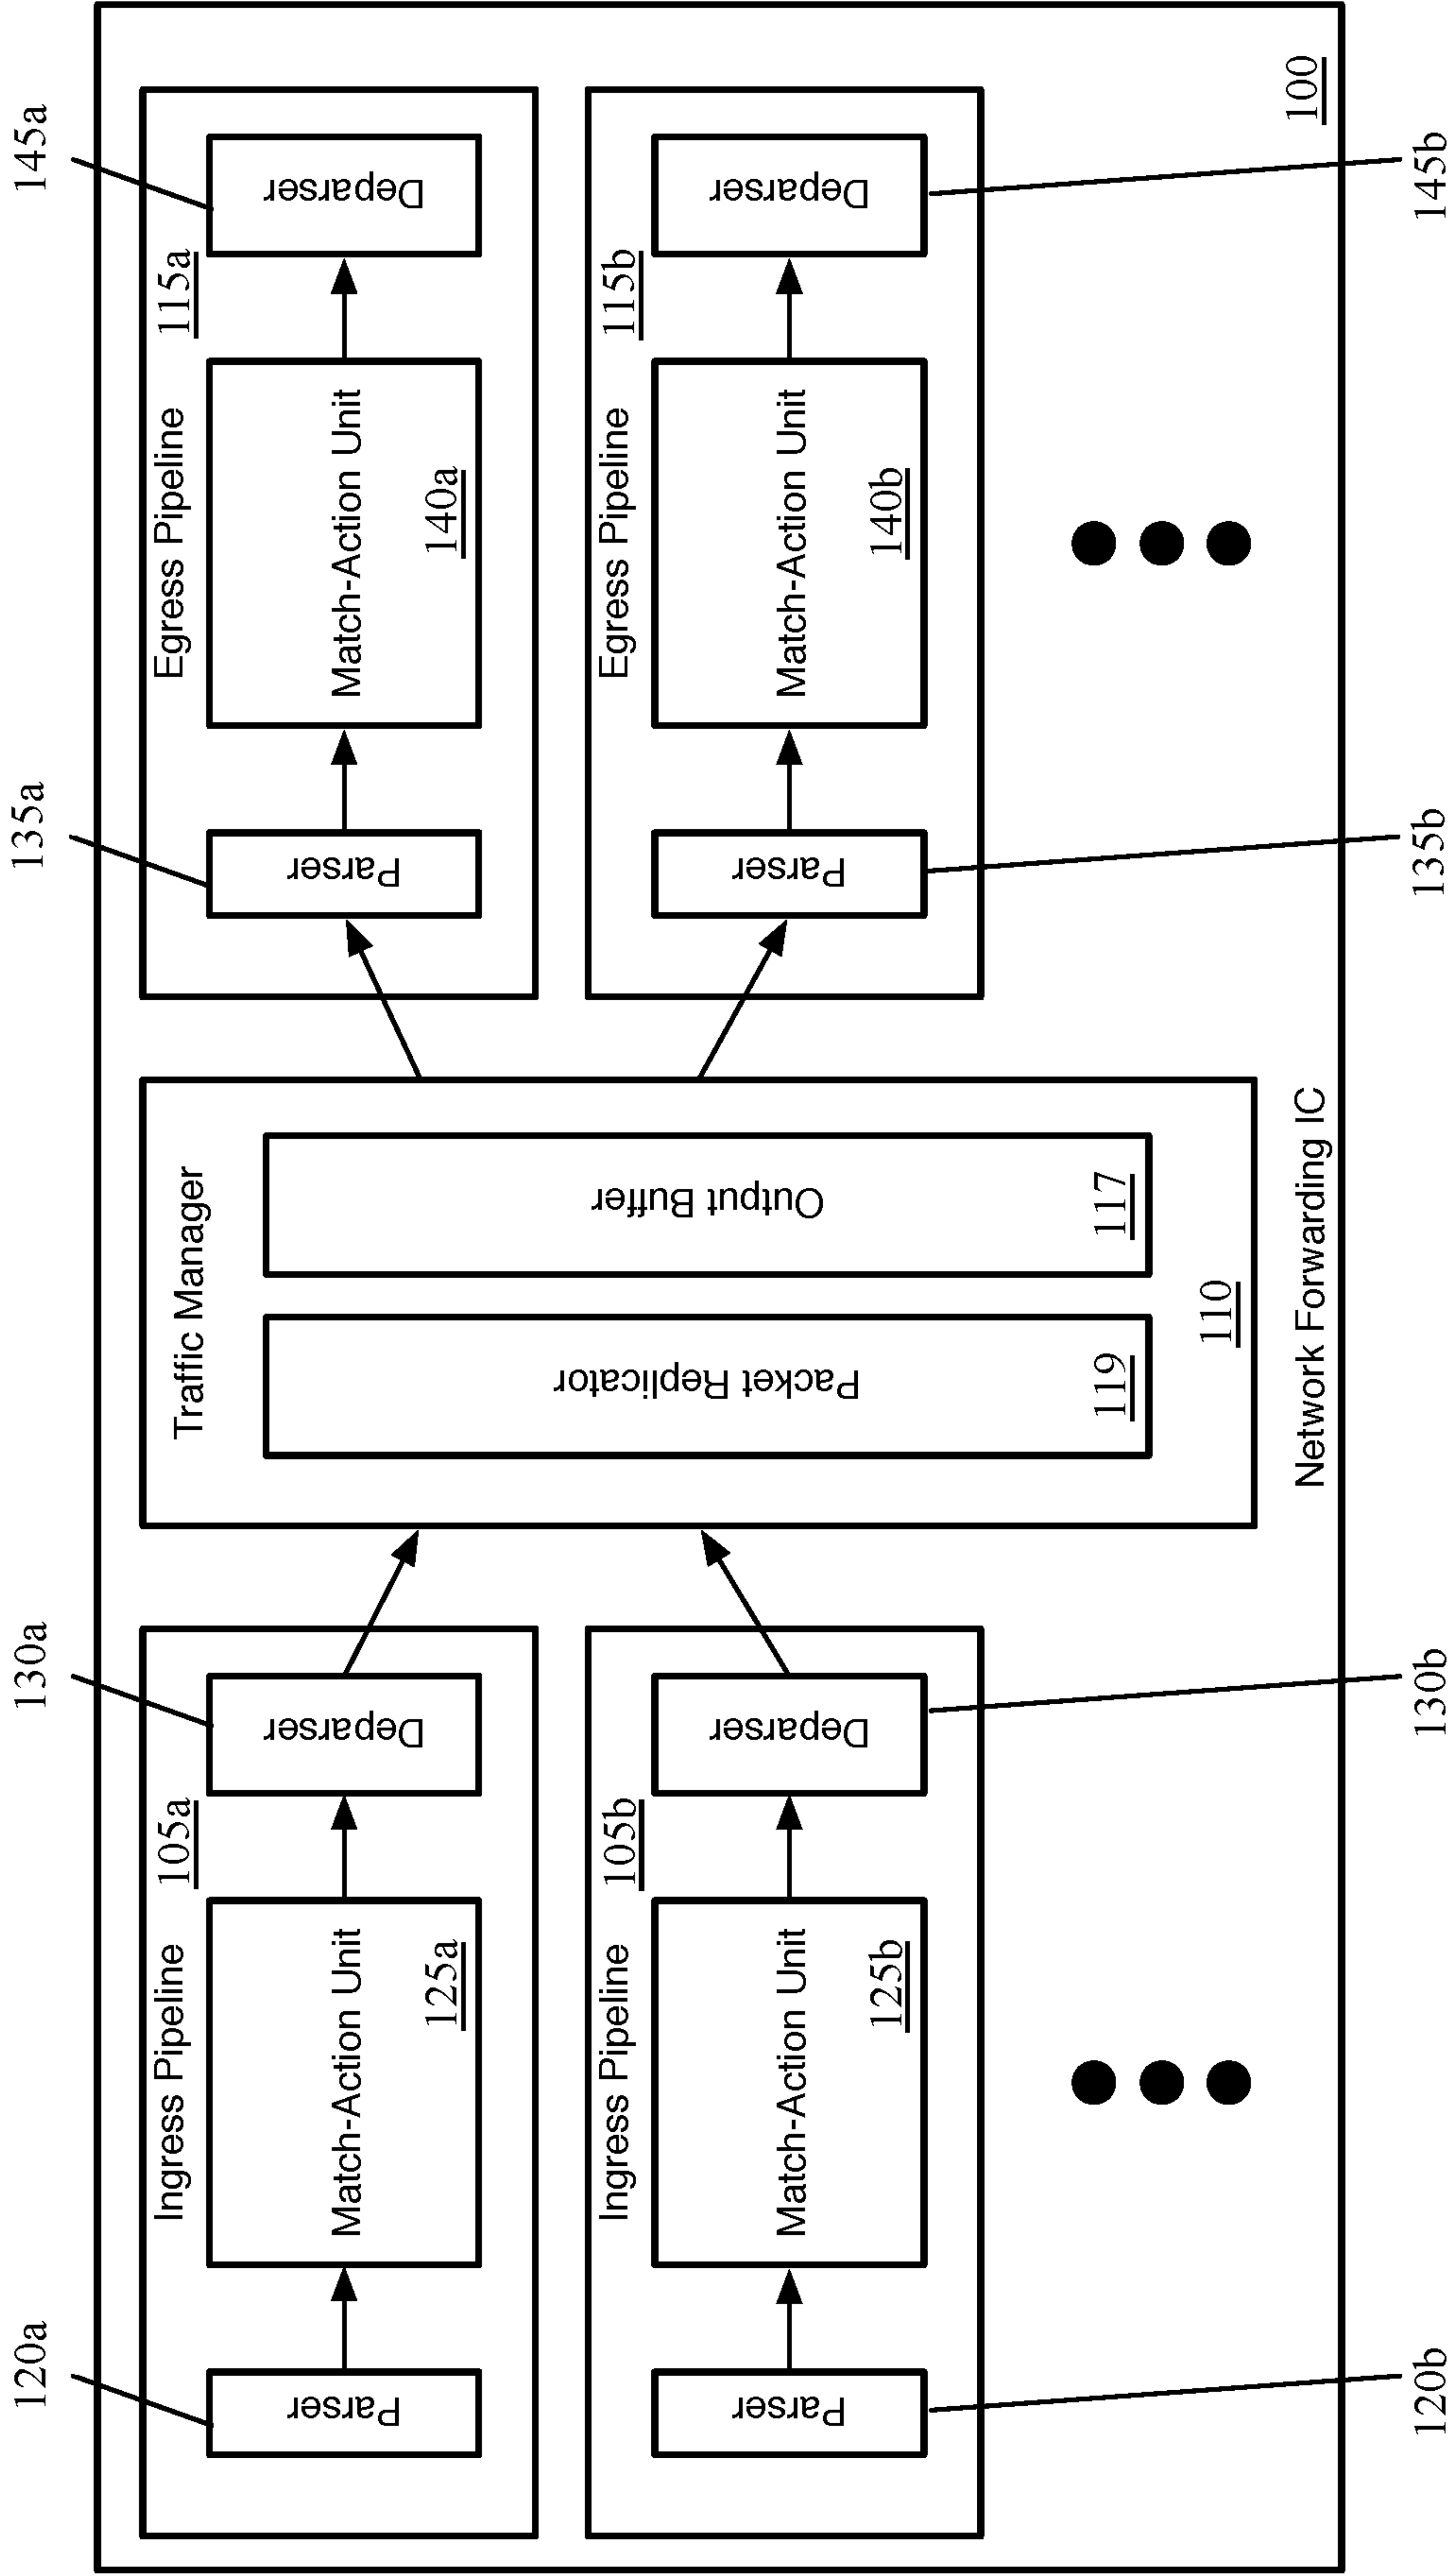 120a
130a
135a
145a
Ingress Pipeline
105a
Parser
Match-Action Unit
125a
Deparser
Ingress Pipeline
105b
Parser
Match-Action Unit
125b
Deparser
Traffic Manager
Packet Replicator
119
Output Buffer
117
110
Egress Pipeline
115a
Parser
Match-Action Unit
140a
Deparser
Egress Pipeline
115b
Parser
Match-Action Unit
140b
Deparser
Network Forwarding IC
100
120b
130b
135b
145b